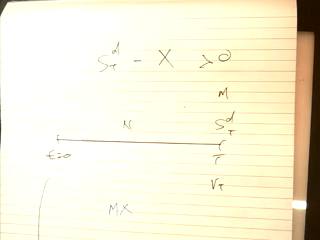 S_T^d - X > 0
M
N S_T^d
t=0 T
V_T
MX